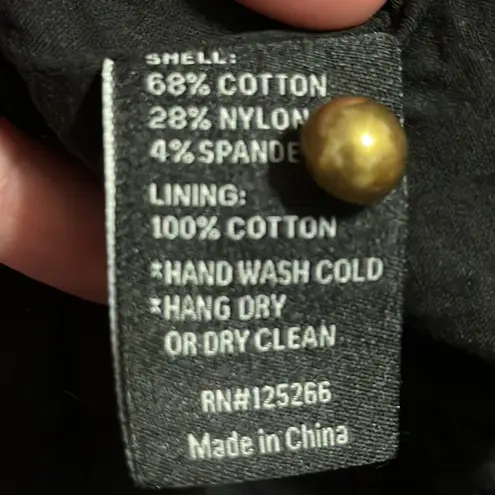 SHELL:
68% COTTON
28% NYLON
4% SPANDE
LINING:
100% COTTON
*HAND WASH COLD
*HANG DRY
OR DRY CLEAN
RN#125266
Made in China